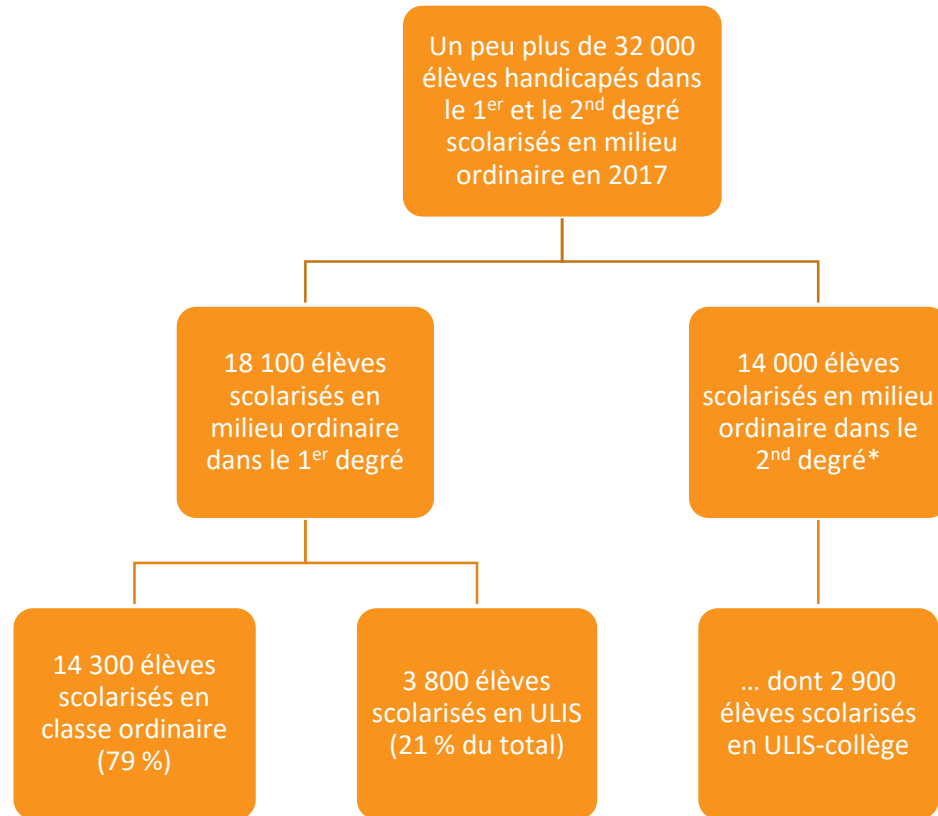 Un peu plus de 32 000
élèves handicapés dans
le 1er et le 2nd degré
scolarisés en milieu
ordinaire en 2017
18 100 élèves
scolarisés en
milieu ordinaire
dans le 1er degré
14 000 élèves
scolarisés en milieu
ordinaire dans le
2nd degré*
14 300 élèves
scolarisés en
classe ordinaire
(79 %)
3 800 élèves
scolarisés en ULIS
(21 % du total)
... dont 2 900
élèves scolarisés
en ULIS-collège